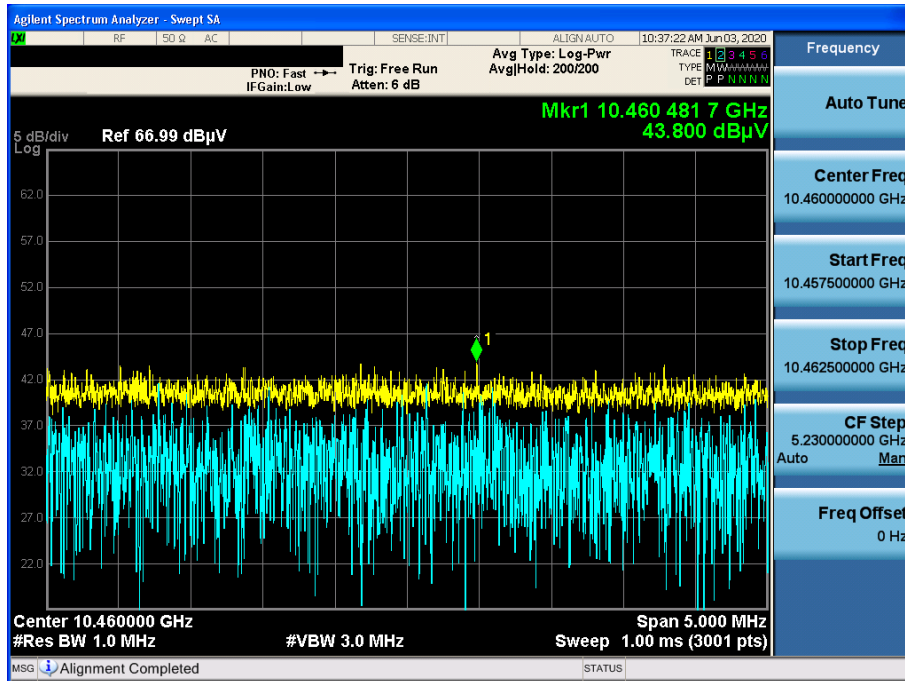 Agilent Spectrum Analyzer - Swept SA
LXI RF 50 Ω AC SENSE:INT ALIGN AUTO 10:37:22 AM Jun 03, 2020
PNO: Fast Trig: Free Run Avg Type: Log-Pwr TRACE 1 2 3 4 5 6
IFGain:Low Atten: 6 dB Avg|Hold: 200/200 TYPE MWWWWW
DET P P N N N N
Mkr1 10.460 481 7 GHz
43.800 dBµV
5 dB/div Ref 66.99 dBµV
Log
62.0
57.0
52.0
47.0
1
42.0
37.0
32.0
27.0
22.0
Center 10.460000 GHz Span 5.000 MHz
#Res BW 1.0 MHz #VBW 3.0 MHz Sweep 1.00 ms (3001 pts)
MSG Alignment Completed STATUS
Frequency
Auto Tune
Center Freq
10.460000000 GHz
Start Freq
10.457500000 GHz
Stop Freq
10.462500000 GHz
CF Step
5.230000000 GHz
Auto Man
Freq Offset
0 Hz